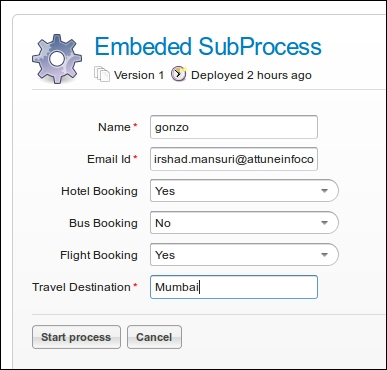 Embeded SubProcess
Version 1 Deployed 2 hours ago
Name * gonzo
Email Id * irshad.mansuri@attuneinfoco
Hotel Booking Yes
Bus Booking No
Flight Booking Yes
Travel Destination * Mumbai
Start process Cancel